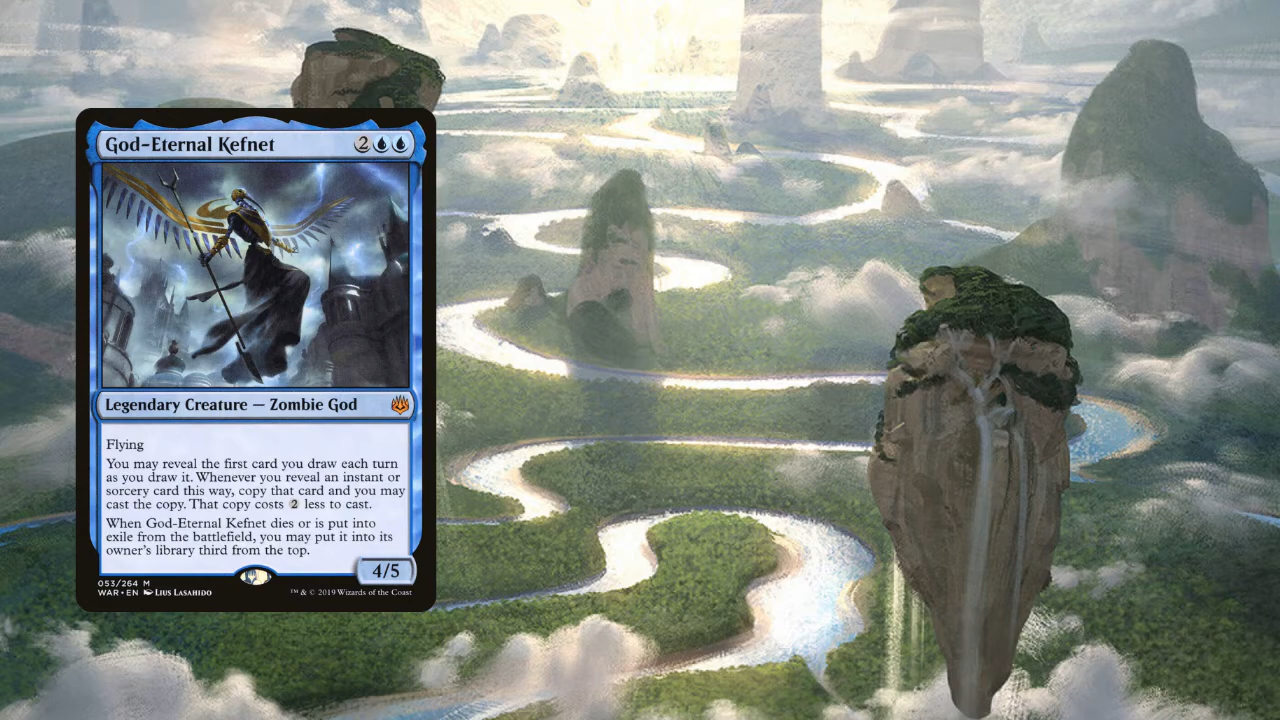 God-Eternal Kefnet 2
Legendary Creature — Zombie God
Flying
You may reveal the first card you draw each turn
as you draw it. Whenever you reveal an instant or
sorcery card this way, copy that card and you may
cast the copy. That copy costs 2 less to cast.
When God-Eternal Kefnet dies or is put into
exile from the battlefield, you may put it into its
owner's library third from the top.
4/5
053/264 M
WAR • EN Lius Lasahido
™ & © 2019 Wizards of the Coast